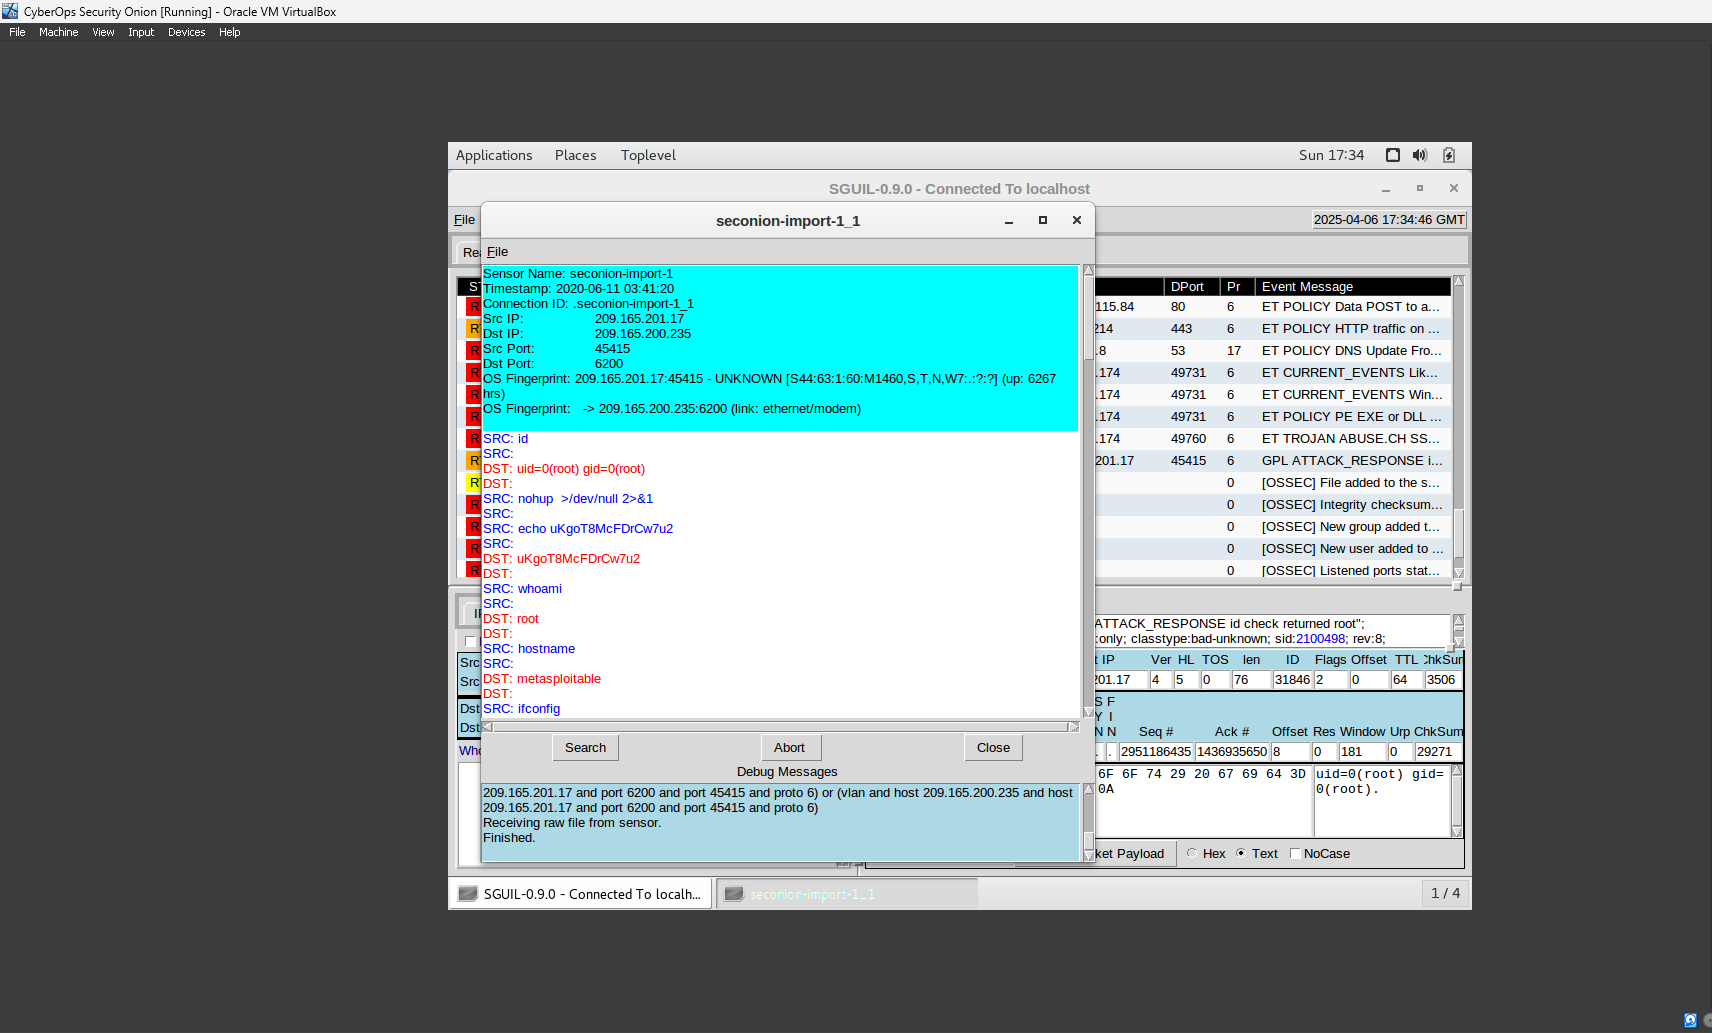 CyberOps Security Onion [Running] - Oracle VM VirtualBox
File Machine View Input Devices Help
Applications Places Toplevel Sun 17:34
SGUIL-0.9.0 - Connected To localhost
File 2025-04-06 17:34:46 GMT
seconion-import-1_1
File
Sensor Name: seconion-import-1
Timestamp: 2020-06-11 03:41:20
Connection ID: .seconion-import-1_1
Src IP: 209.165.201.17
Dst IP: 209.165.200.235
Src Port: 45415
Dst Port: 6200
OS Fingerprint: 209.165.201.17:45415 - UNKNOWN [S44:63:1:60:M1460,S,T,N,W7:.:?:?] (up: 6267
hrs)
OS Fingerprint: -> 209.165.200.235:6200 (link: ethernet/modem)
SRC: id
SRC:
DST: uid=0(root) gid=0(root)
DST:
SRC: nohup >/dev/null 2>&1
SRC:
SRC: echo uKgoT8McFDrCw7u2
SRC:
DST: uKgoT8McFDrCw7u2
DST:
SRC: whoami
SRC:
DST: root
DST:
SRC: hostname
SRC:
DST: metasploitable
DST:
SRC: ifconfig
Search Abort Close
Debug Messages
209.165.201.17 and port 6200 and port 45415 and proto 6) or (vlan and host 209.165.200.235 and host
209.165.201.17 and port 6200 and port 45415 and proto 6)
Receiving raw file from sensor.
Finished.
DPort Pr Event Message
115.84 80 6 ET POLICY Data POST to a...
214 443 6 ET POLICY HTTP traffic on ...
.8 53 17 ET POLICY DNS Update Fro...
.174 49731 6 ET CURRENT_EVENTS Lik...
.174 49731 6 ET CURRENT_EVENTS Win...
.174 49731 6 ET POLICY PE EXE or DLL ...
.174 49760 6 ET TROJAN ABUSE.CH SS...
201.17 45415 6 GPL ATTACK_RESPONSE i...
0 [OSSEC] File added to the s...
0 [OSSEC] Integrity checksum...
0 [OSSEC] New group added t...
0 [OSSEC] New user added to ...
0 [OSSEC] Listened ports stat...
ATTACK_RESPONSE id check returned root";
:only; classtype:bad-unknown; sid:2100498; rev:8;
IP Ver HL TOS len ID Flags Offset TTL ChkSum
201.17 4 5 0 76 31846 2 0 64 3506
S F
Y I
N N Seq # Ack # Offset Res Window Urp ChkSum
. . 2951186435 1436935650 8 0 181 0 29271
6F 6F 74 29 20 67 69 64 3D
0A
uid=0(root) gid=
0(root).
ket Payload Hex Text NoCase
Src
Src
Dst
Dst
SGUIL-0.9.0 - Connected To localh... seconion-import-1_1 1 / 4